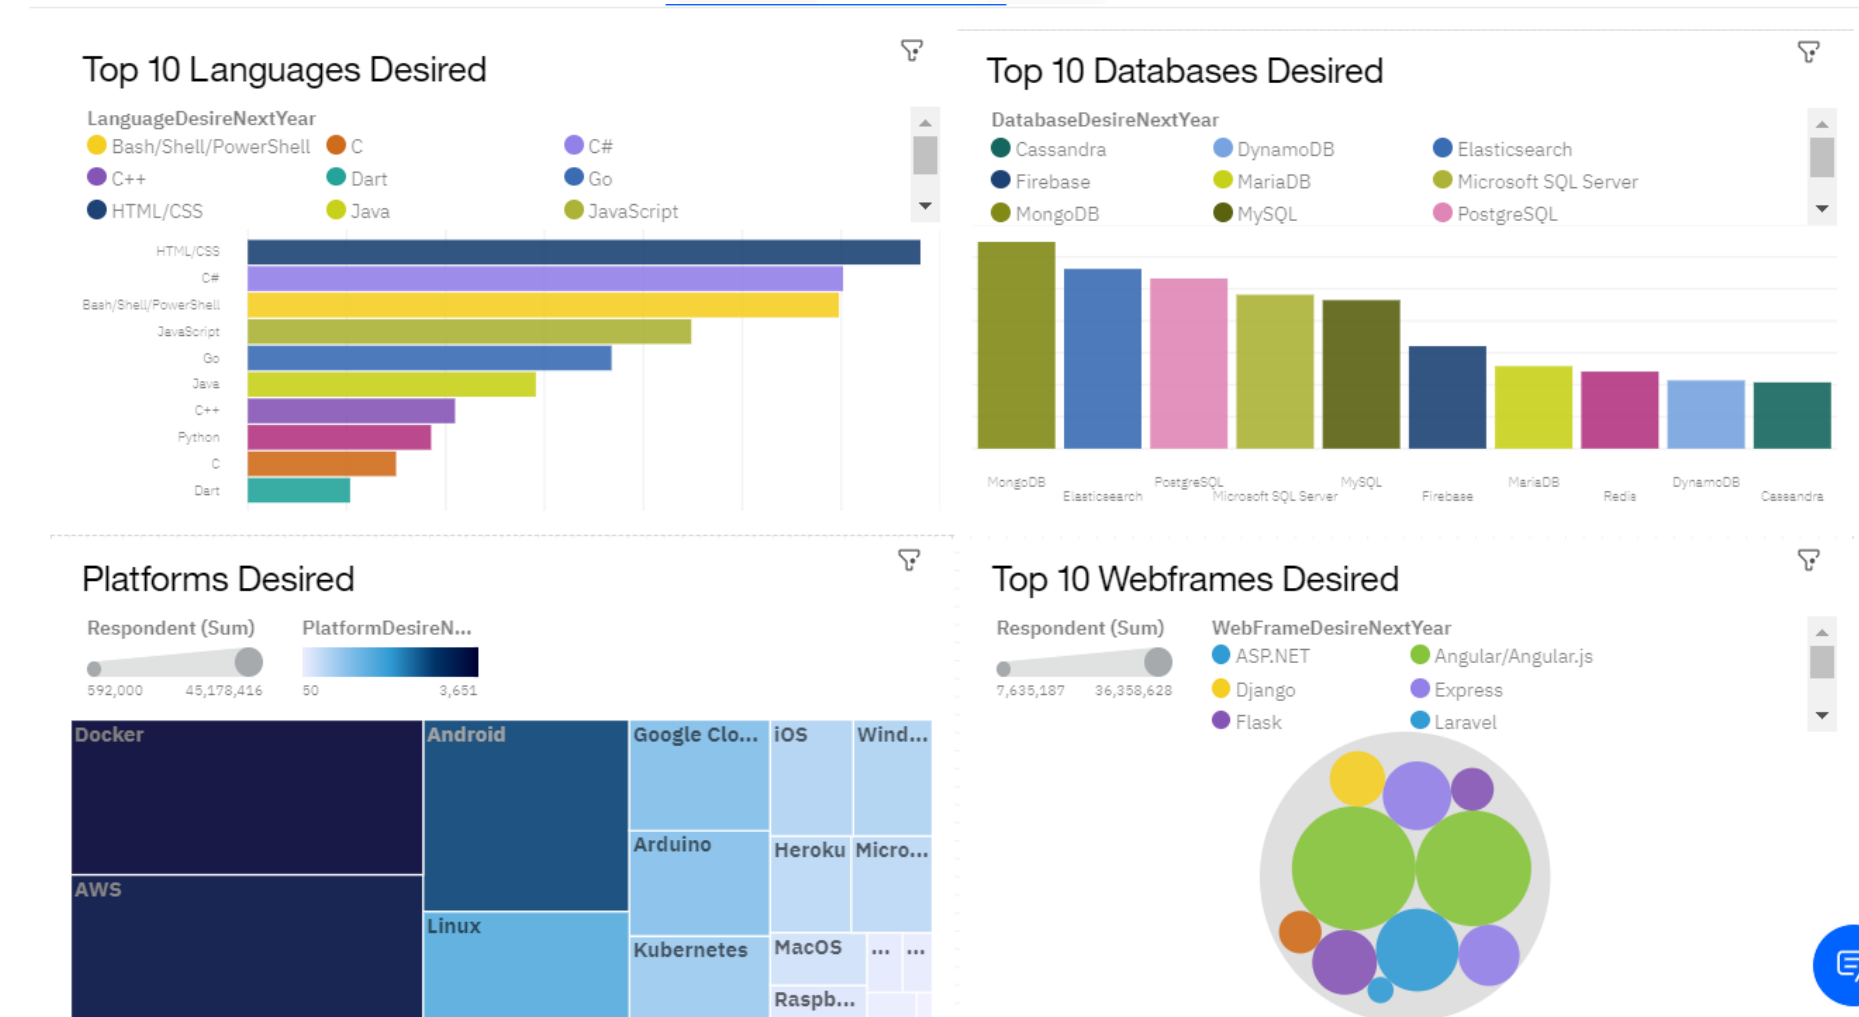 Top 10 Languages Desired
LanguageDesireNextYear
Bash/Shell/PowerShell C C#
C++ Dart Go
HTML/CSS Java JavaScript
HTML/CSS
C#
Bash/Shell/PowerShell
JavaScript
Go
Java
C++
Python
C
Dart
Top 10 Databases Desired
DatabaseDesireNextYear
Cassandra DynamoDB Elasticsearch
Firebase MariaDB Microsoft SQL Server
MongoDB MySQL PostgreSQL
MongoDB PostgreSQL MySQL MariaDB DynamoDB
Elasticsearch Microsoft SQL Server Firebase Redis Cassandra
Platforms Desired
Respondent (Sum) PlatformDesireN...
592,000 45,178,416 50 3,651
Docker Android Google Clo... iOS Wind...
Arduino Heroku Micro...
AWS
Linux
Kubernetes MacOS ... ...
Raspb...
Top 10 Webframes Desired
Respondent (Sum) WebFrameDesireNextYear
ASP.NET Angular/Angular.js
7,635,187 36,358,628
Django Express
Flask Laravel